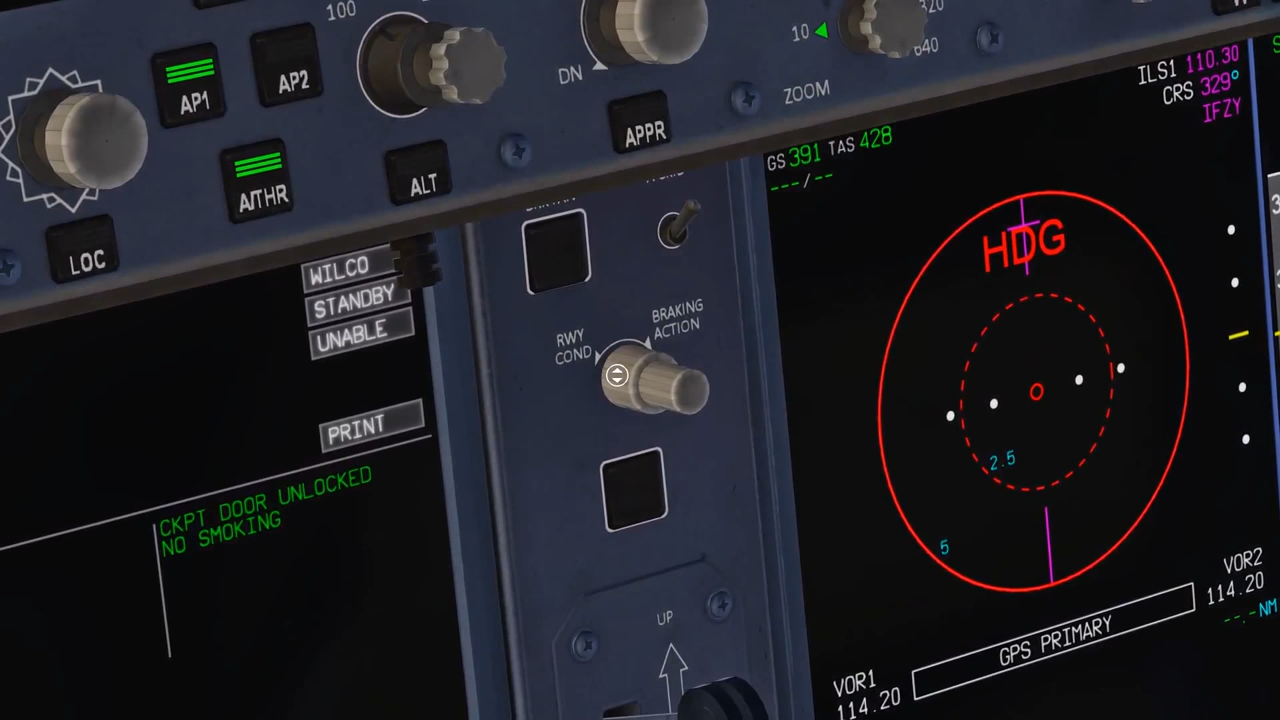 100
320
10
640
DN
ZOOM
AP1
AP2
APPR
A/THR
ALT
LOC
ILS1 110.30
CRS 329°
IFZY
GS 391 TAS 428
---/--
WILCO
STANDBY
UNABLE
PRINT
CKPT DOOR UNLOCKED
NO SMOKING
RWY
COND
BRAKING
ACTION
UP
HDG
2.5
5
GPS PRIMARY
VOR1
114.20
VOR2
114.20
--.-NM